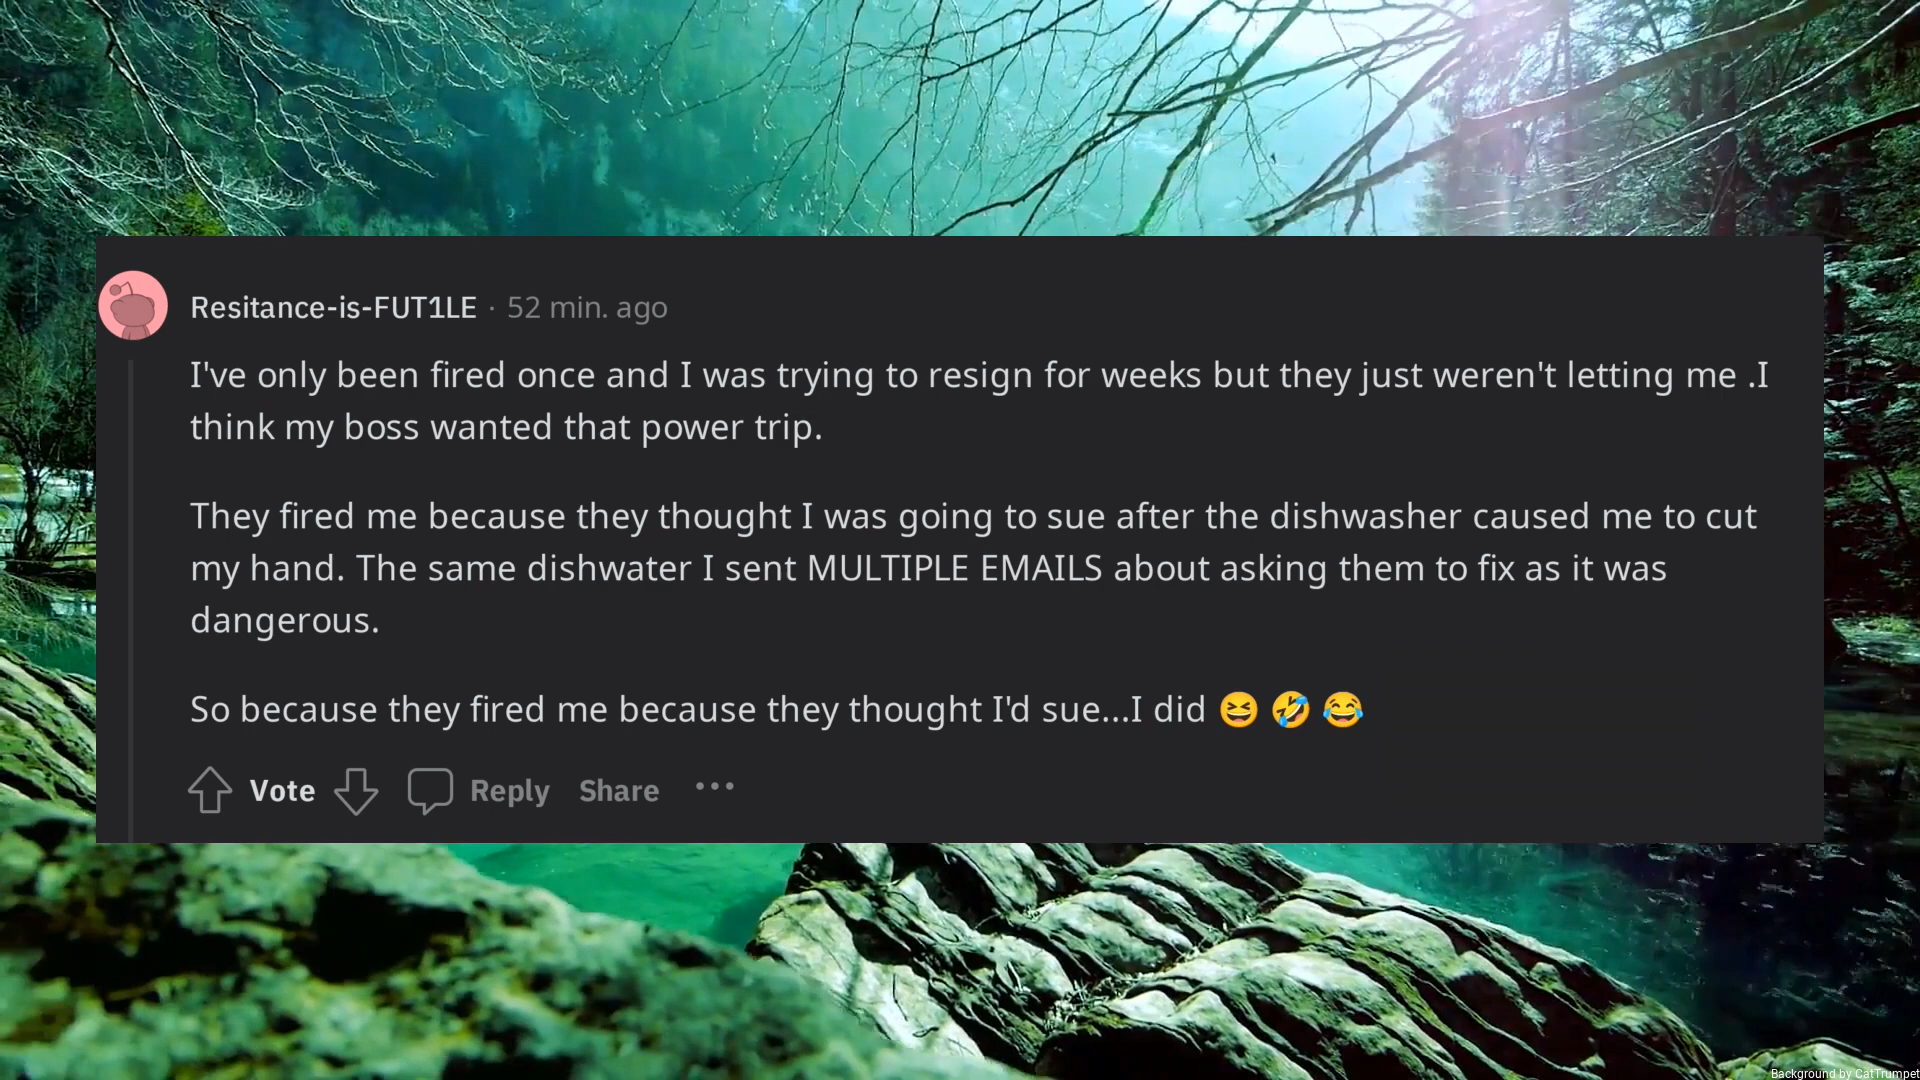 Resitance-is-FUT1LE · 52 min. ago
I've only been fired once and I was trying to resign for weeks but they just weren't letting me .I
think my boss wanted that power trip.
They fired me because they thought I was going to sue after the dishwasher caused me to cut
my hand. The same dishwater I sent MULTIPLE EMAILS about asking them to fix as it was
dangerous.
So because they fired me because they thought I'd sue...I did 😆 🤣 😂
Vote Reply Share ···
Background by CatTrumpet